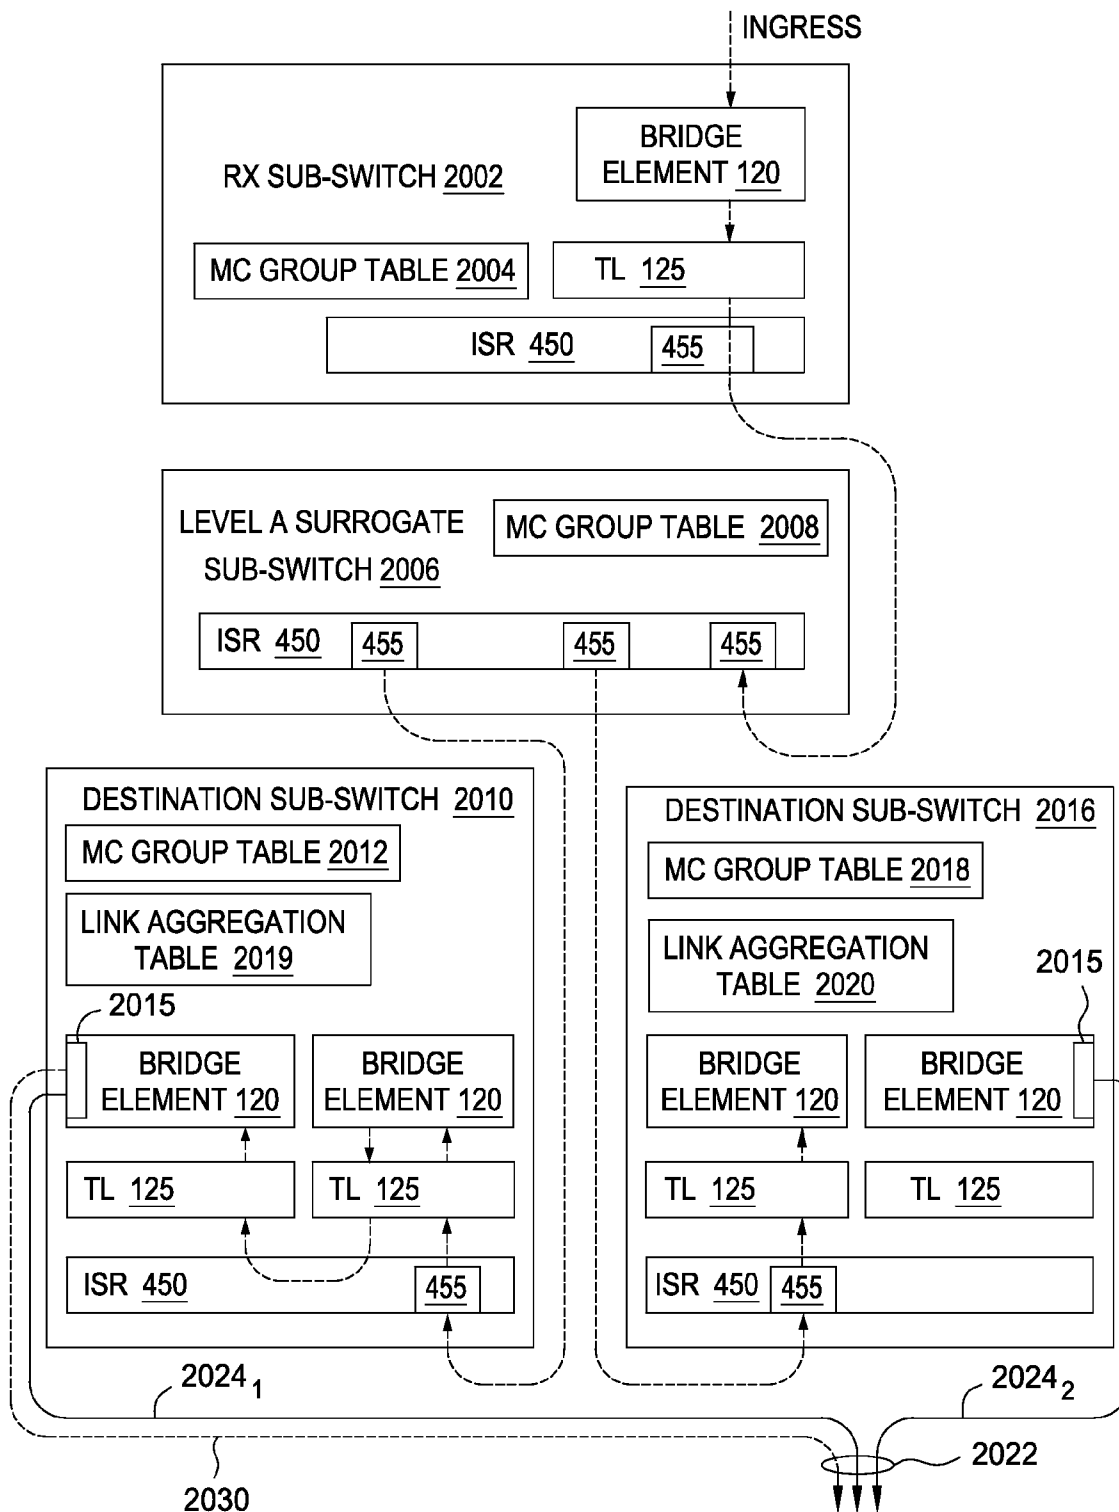 INGRESS
BRIDGE
ELEMENT 120
RX SUB-SWITCH 2002
MC GROUP TABLE 2004
TL 125
ISR 450
455
LEVEL A SURROGATE
SUB-SWITCH 2006
MC GROUP TABLE 2008
ISR 450
455
455
455
DESTINATION SUB-SWITCH 2010
MC GROUP TABLE 2012
LINK AGGREGATION
TABLE 2019
2015
BRIDGE
ELEMENT 120
BRIDGE
ELEMENT 120
TL 125
TL 125
ISR 450
455
DESTINATION SUB-SWITCH 2016
MC GROUP TABLE 2018
LINK AGGREGATION
TABLE 2020
2015
BRIDGE
ELEMENT 120
BRIDGE
ELEMENT 120
TL 125
TL 125
ISR 450
455
2024₁
2024₂
2022
2030